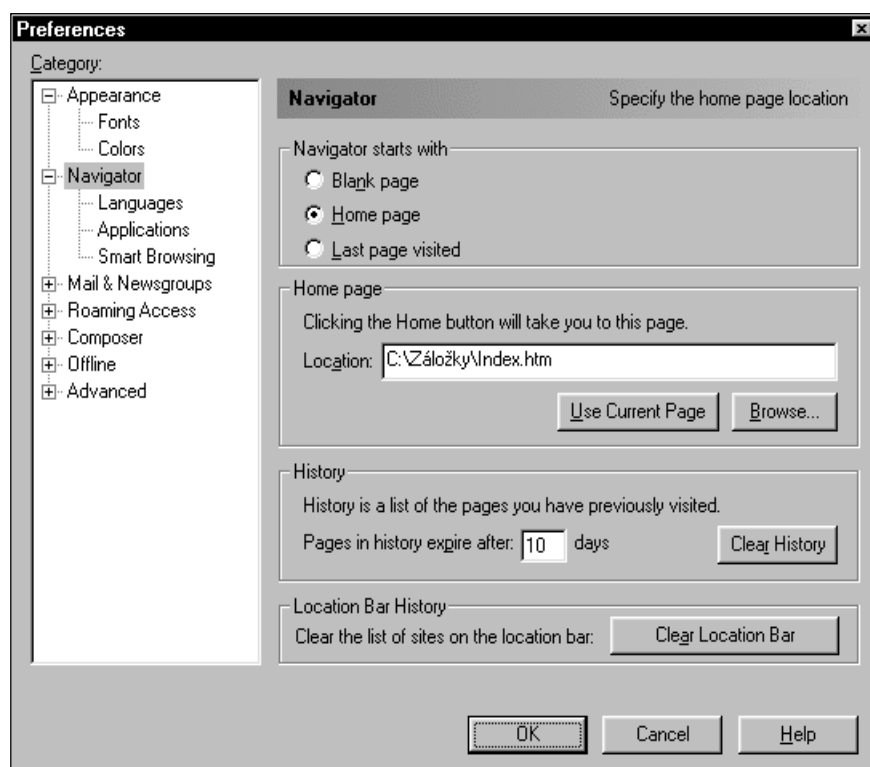 Preferences
Category:
Appearance
Fonts
Colors
Navigator
Languages
Applications
Smart Browsing
Mail & Newsgroups
Roaming Access
Composer
Offline
Advanced
Navigator Specify the home page location
Navigator starts with
Blank page
Home page
Last page visited
Home page
Clicking the Home button will take you to this page.
Location: C:\Záložky\Index.htm
Use Current Page Browse...
History
History is a list of the pages you have previously visited.
Pages in history expire after: 10 days Clear History
Location Bar History
Clear the list of sites on the location bar: Clear Location Bar
OK Cancel Help